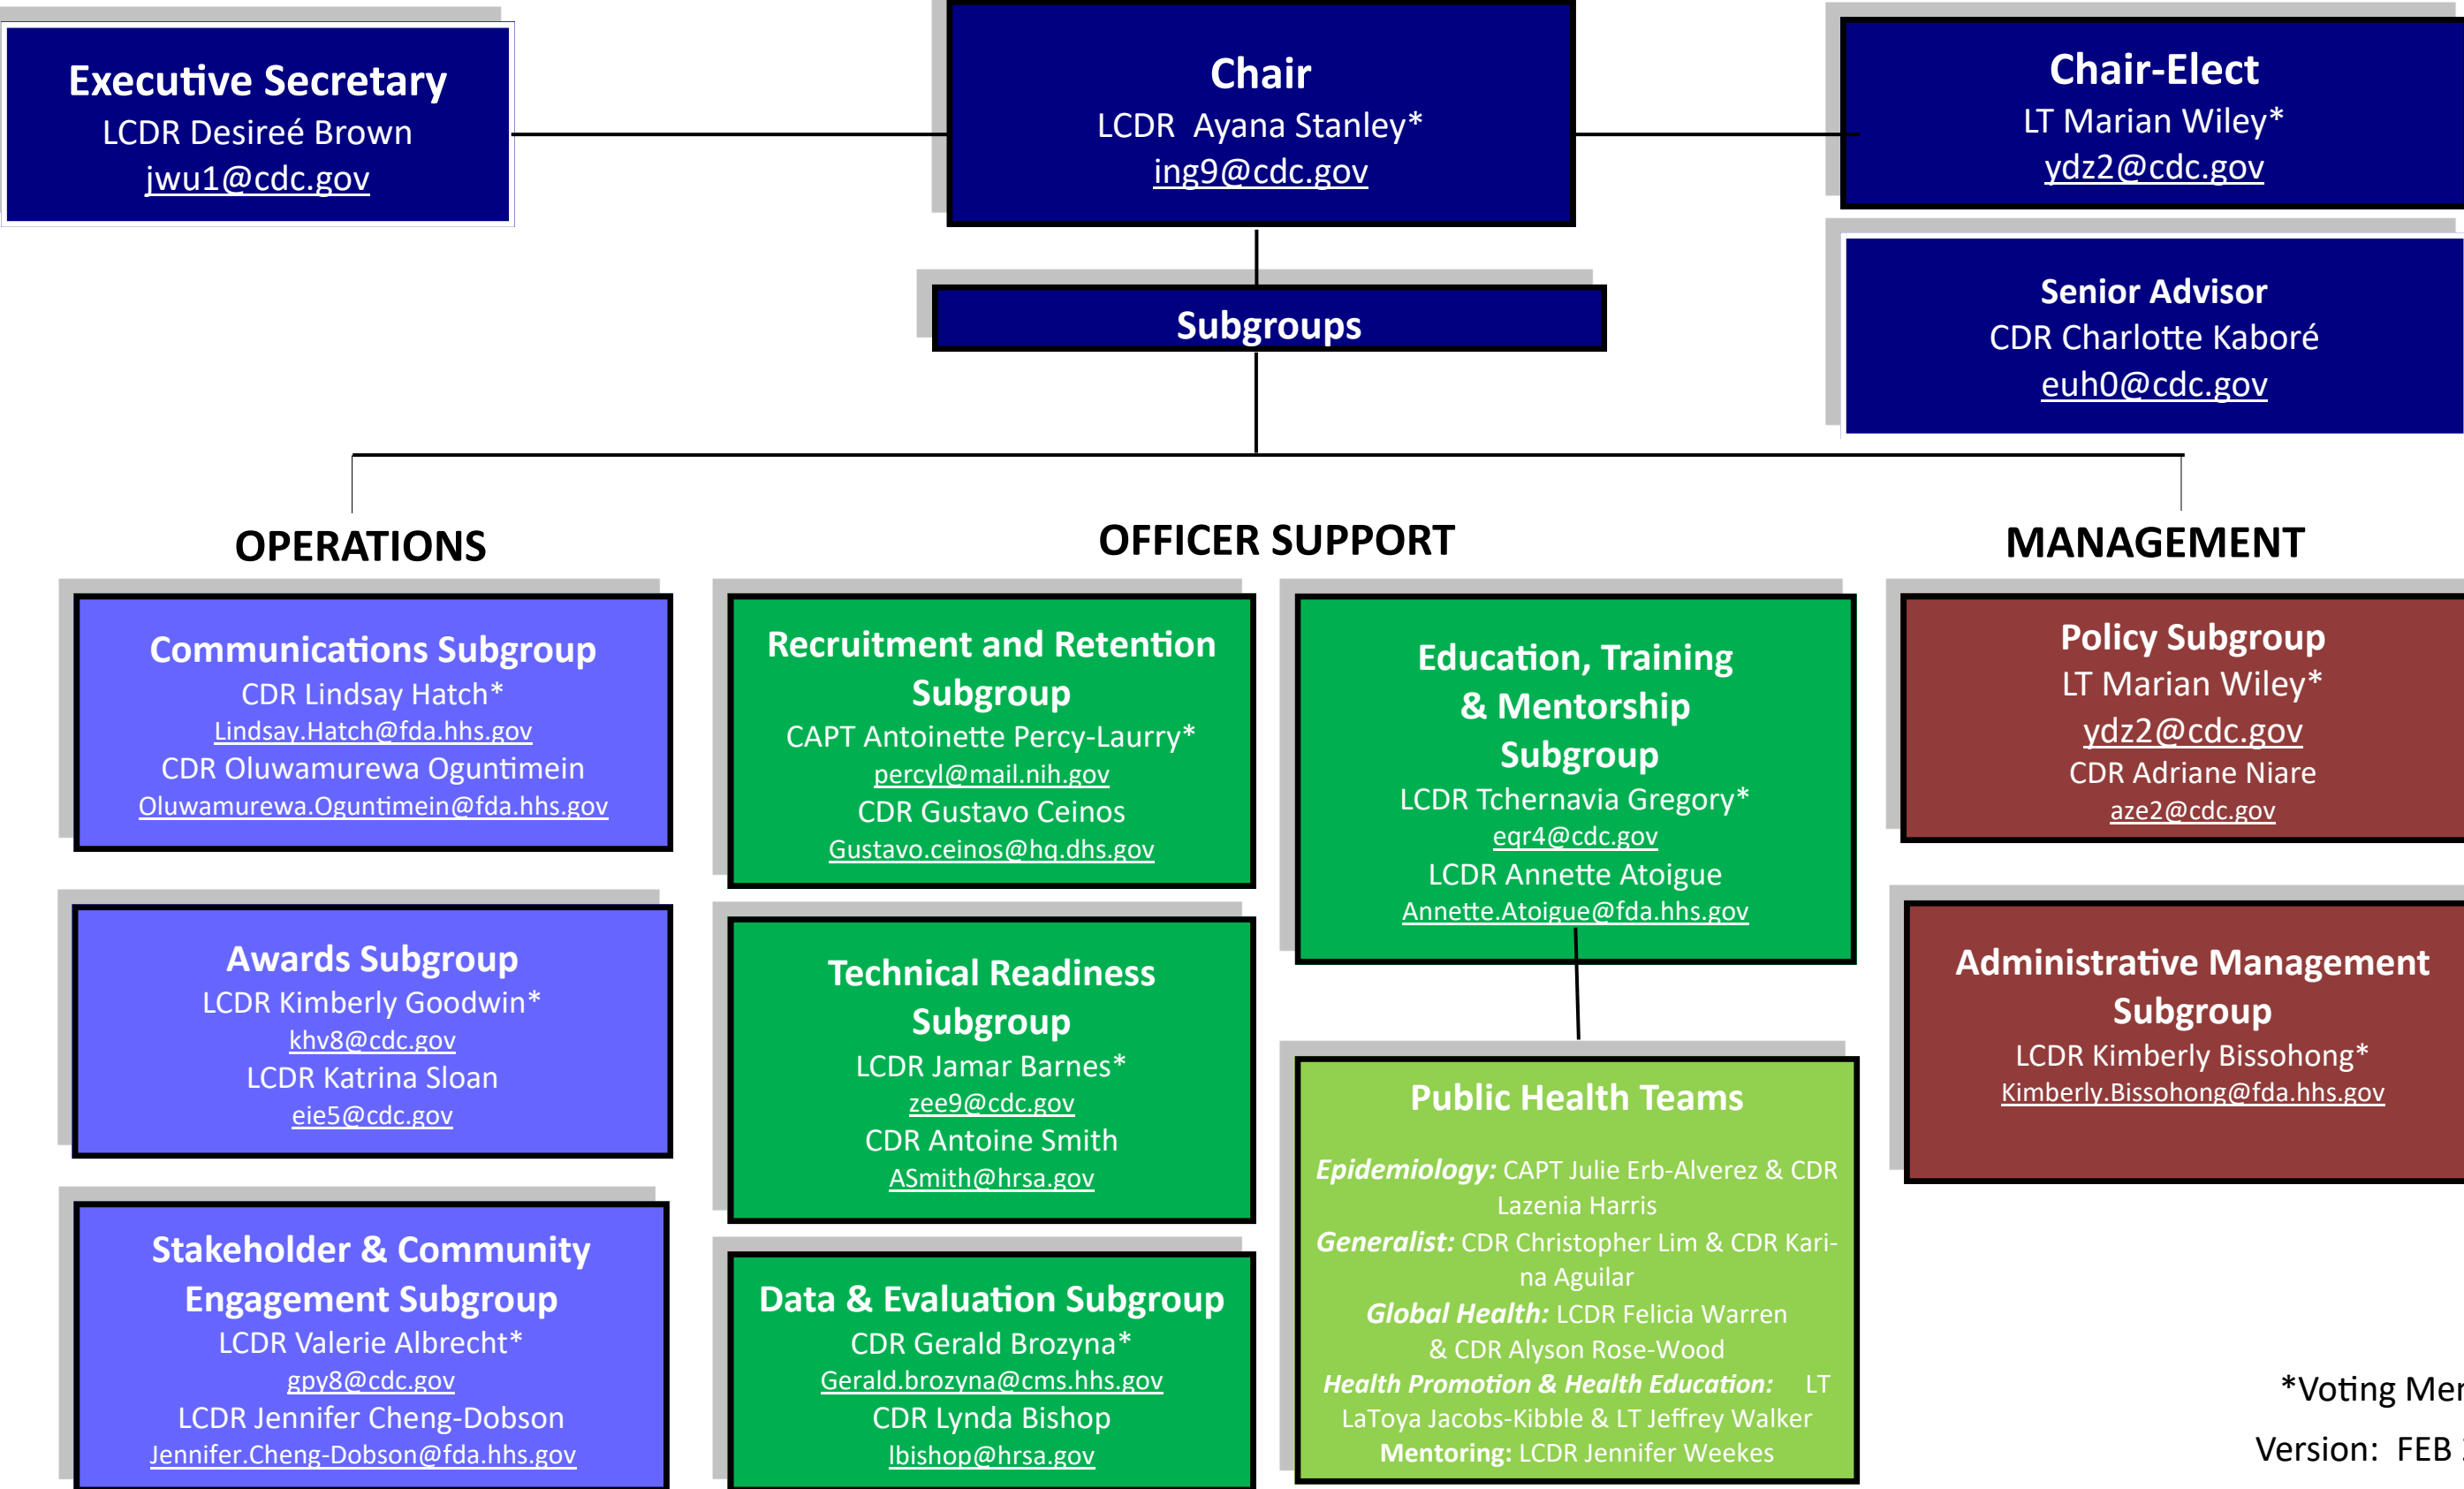 Executive Secretary
LCDR Desireé Brown
jwu1@cdc.gov
Chair
LCDR Ayana Stanley*
ing9@cdc.gov
Chair-Elect
LT Marian Wiley*
ydz2@cdc.gov
Senior Advisor
CDR Charlotte Kaboré
euh0@cdc.gov
Subgroups
OPERATIONS
Communications Subgroup
CDR Lindsay Hatch*
Lindsay.Hatch@fda.hhs.gov
CDR Oluwamurewa Oguntimein
Oluwamurewa.Oguntimein@fda.hhs.gov
Awards Subgroup
LCDR Kimberly Goodwin*
khv8@cdc.gov
LCDR Katrina Sloan
eie5@cdc.gov
Stakeholder & Community
Engagement Subgroup
LCDR Valerie Albrecht*
gpy8@cdc.gov
LCDR Jennifer Cheng-Dobson
Jennifer.Cheng-Dobson@fda.hhs.gov
OFFICER SUPPORT
Recruitment and Retention
Subgroup
CAPT Antoinette Percy-Laurry*
percyl@mail.nih.gov
CDR Gustavo Ceinos
Gustavo.ceinos@hq.dhs.gov
Technical Readiness
Subgroup
LCDR Jamar Barnes*
zee9@cdc.gov
CDR Antoine Smith
ASmith@hrsa.gov
Data & Evaluation Subgroup
CDR Gerald Brozyna*
Gerald.brozyna@cms.hhs.gov
CDR Lynda Bishop
lbishop@hrsa.gov
Education, Training
& Mentorship
Subgroup
LCDR Tchernavia Gregory*
eqr4@cdc.gov
LCDR Annette Atoigue
Annette.Atoigue@fda.hhs.gov
Public Health Teams
Epidemiology: CAPT Julie Erb-Alverez & CDR
Lazenia Harris
Generalist: CDR Christopher Lim & CDR Kari-
na Aguilar
Global Health: LCDR Felicia Warren
& CDR Alyson Rose-Wood
Health Promotion & Health Education: LT
LaToya Jacobs-Kibble & LT Jeffrey Walker
Mentoring: LCDR Jennifer Weekes
MANAGEMENT
Policy Subgroup
LT Marian Wiley*
ydz2@cdc.gov
CDR Adriane Niare
aze2@cdc.gov
Administrative Management
Subgroup
LCDR Kimberly Bissohong*
Kimberly.Bissohong@fda.hhs.gov
*Voting
Version: FEB